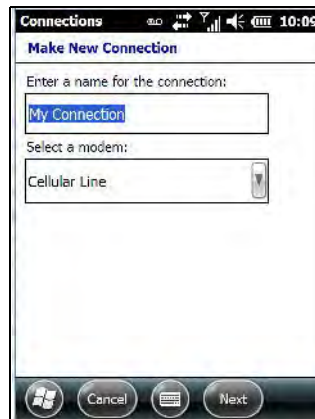 Connections 10:09
Make New Connection
Enter a name for the connection:
My Connection
Select a modem:
Cellular Line
Cancel Next